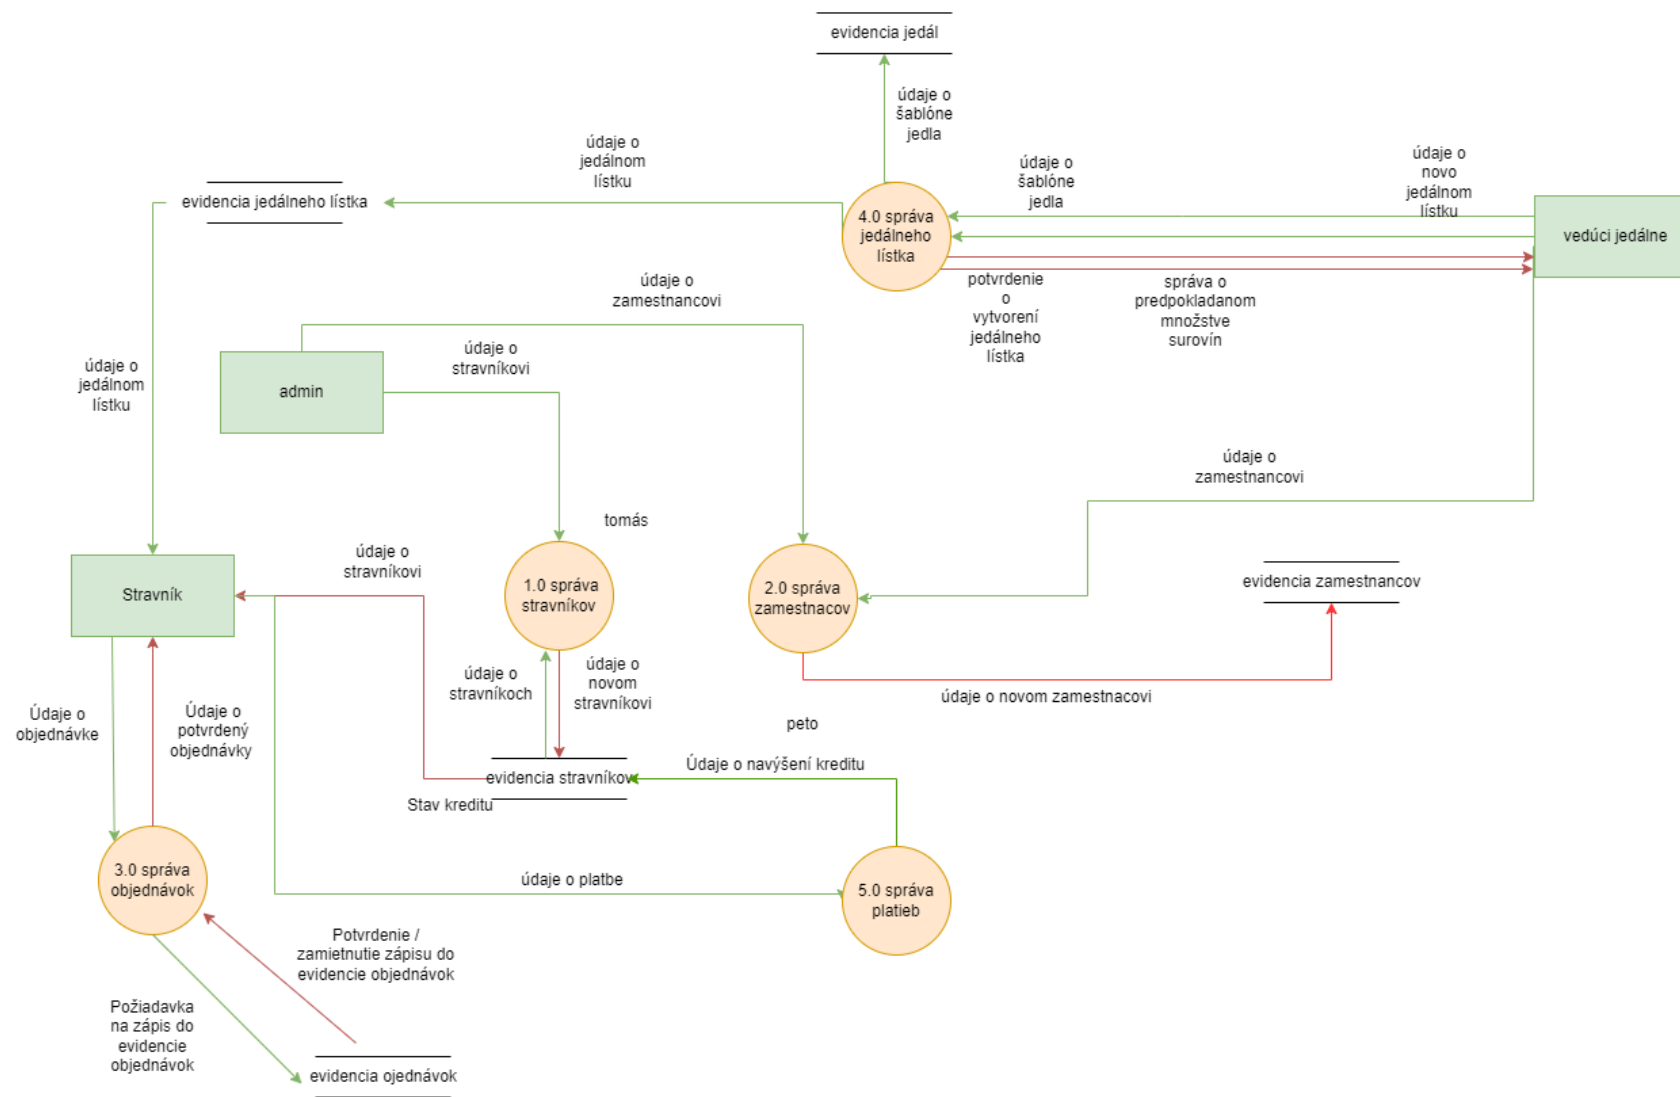 evidencia jedál
údaje o
šablóne
jedla
údaje o
jedálnom
lístku
údaje o
šablóne
jedla
údaje o
novo
jedálnom
lístku
evidencia jedálneho lístka
4.0 správa
jedálneho
lístka
vedúci jedálne
potvrdenie
o
vytvorení
jedálneho
lístka
správa o
predpokladanom
množstve
surovín
údaje o
zamestnancovi
údaje o
stravníkovi
admin
údaje o
jedálnom
lístku
údaje o
zamestnancovi
tomás
údaje o
stravníkovi
Stravník
1.0 správa
stravníkov
2.0 správa
zamestnacov
evidencia zamestnancov
údaje o
stravníkoch
údaje o
novom
stravníkovi
údaje o novom zamestnacovi
Údaje o
objednávke
Údaje o
potvrdený
objednávky
peto
Údaje o navýšení kreditu
evidencia stravníkov
Stav kreditu
3.0 správa
objednávok
údaje o platbe
5.0 správa
platieb
Potvrdenie /
zamietnutie zápisu do
evidencie objednávok
Požiadavka
na zápis do
evidencie
objednávok
evidencia ojednávok